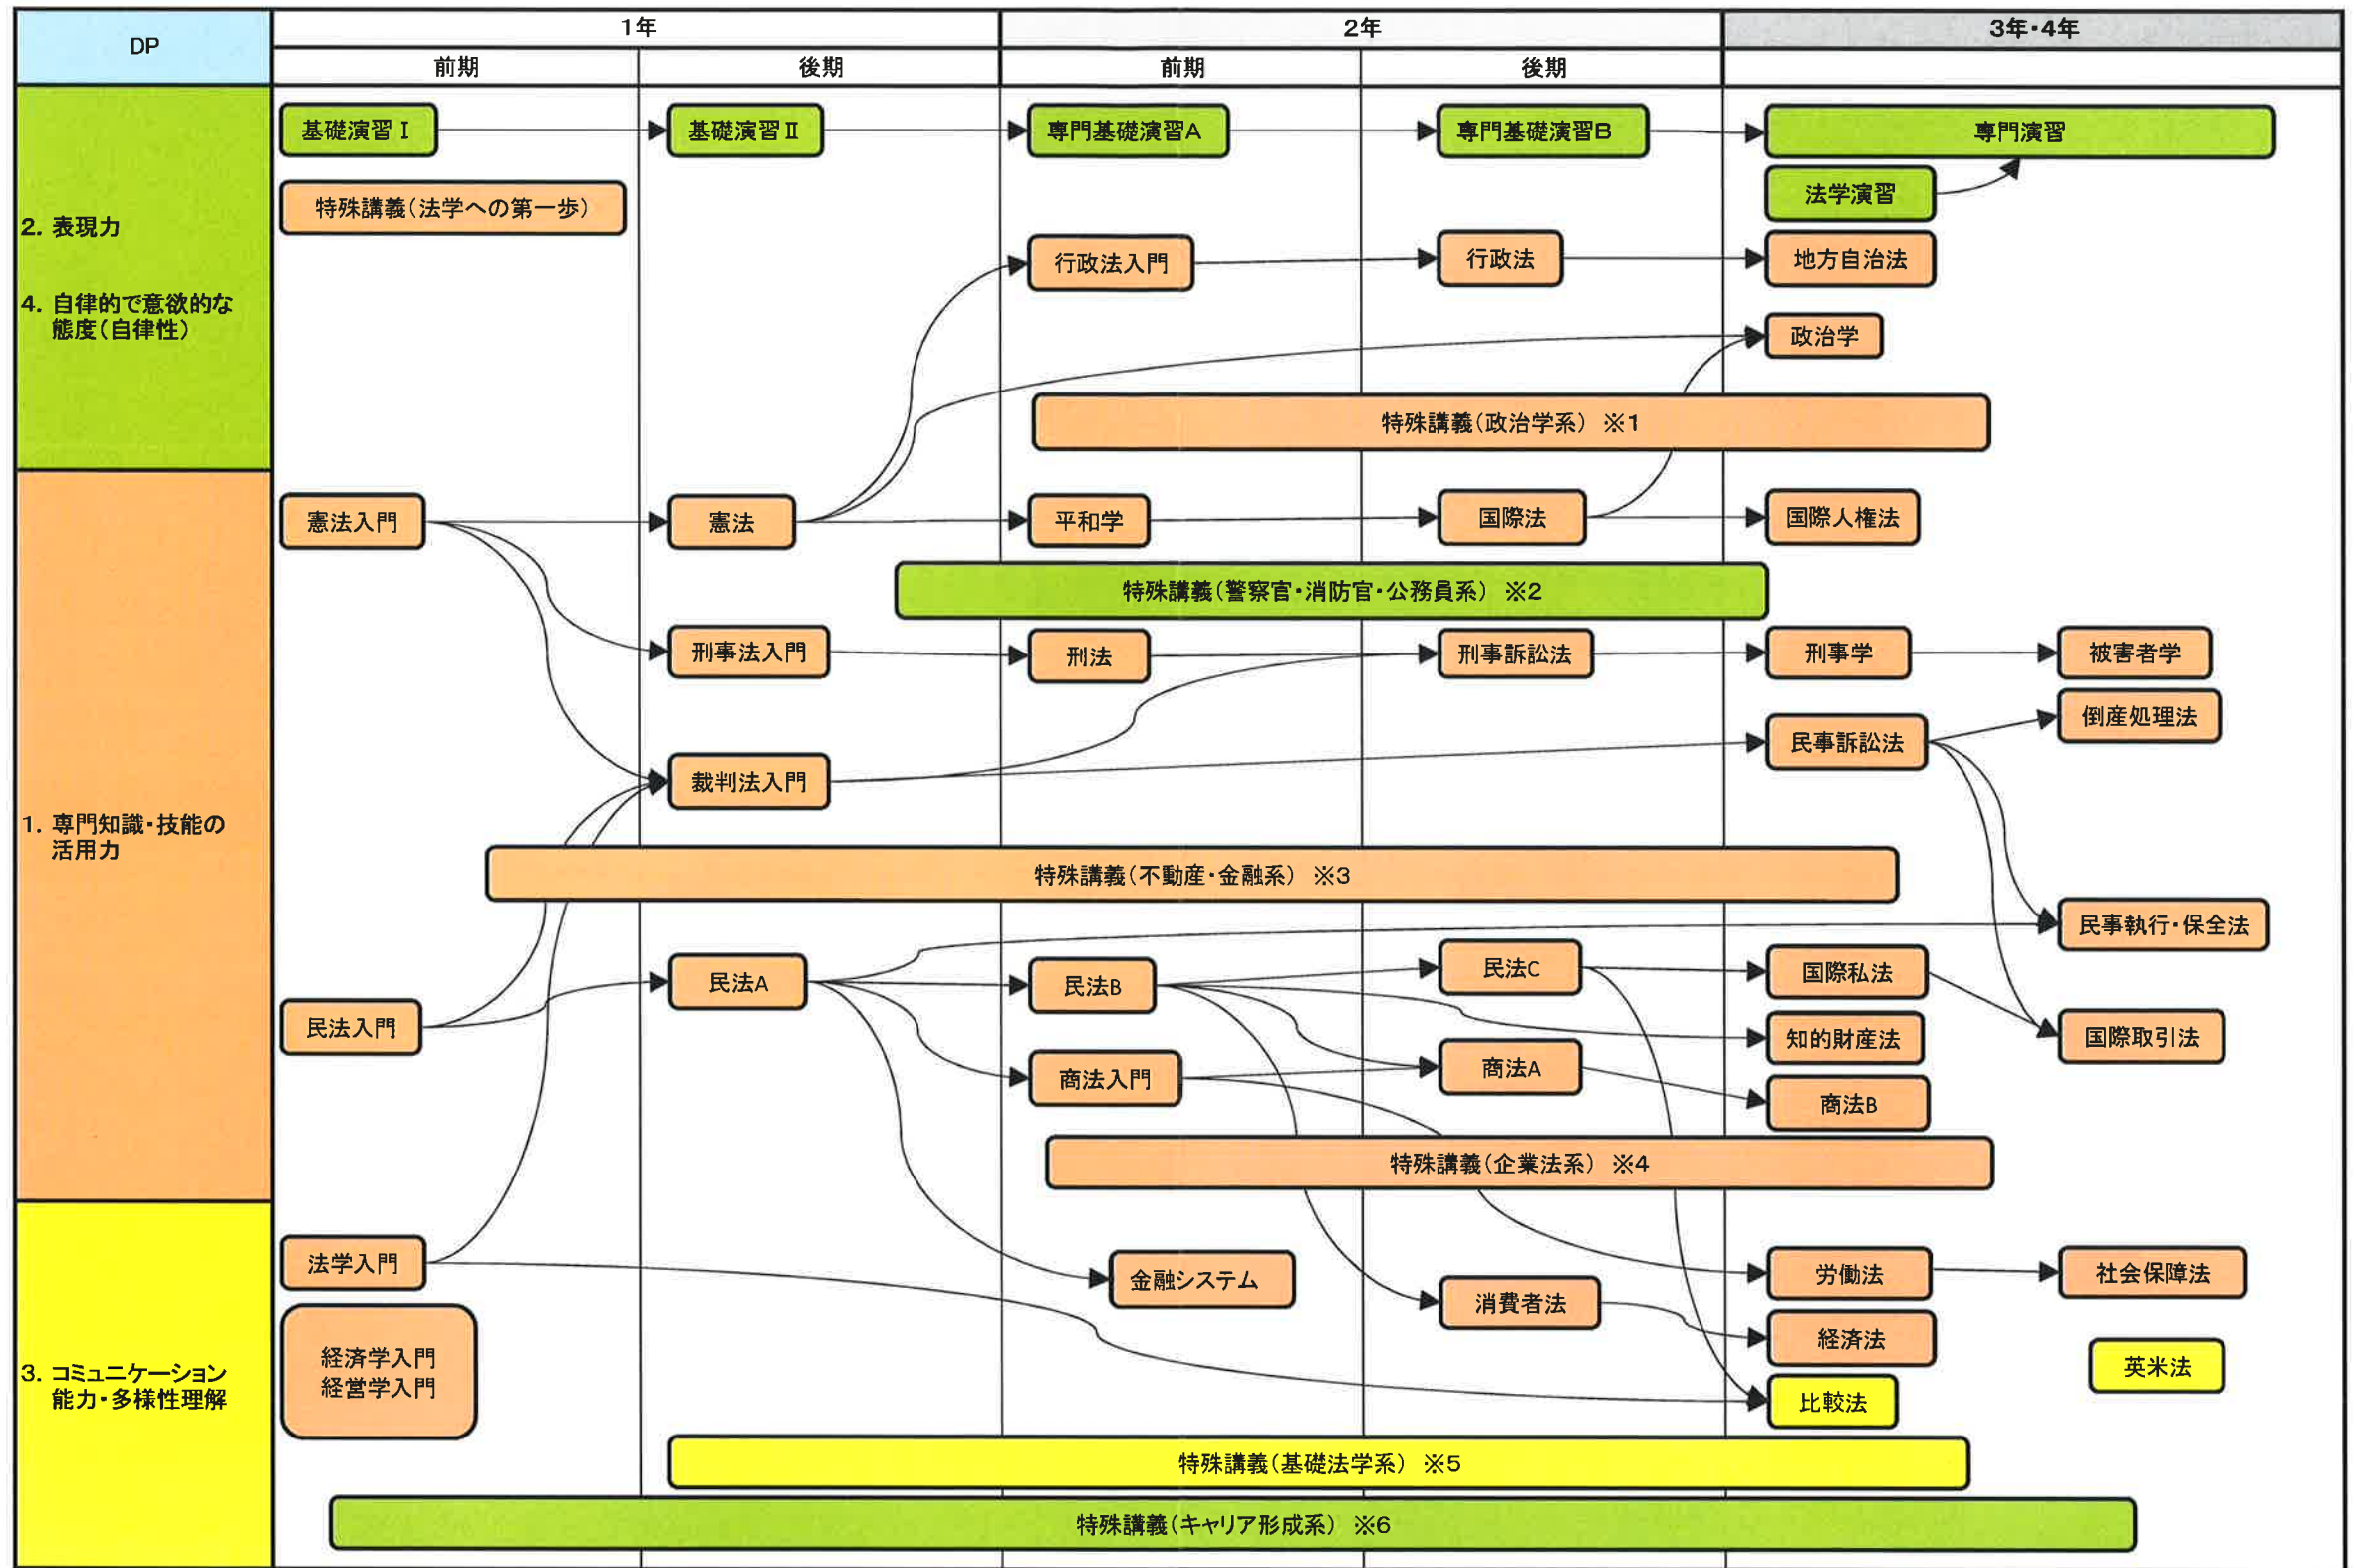 DP
1年
2年
3年・4年
前期
後期
前期
後期
基礎演習Ⅰ
基礎演習Ⅱ
専門基礎演習A
専門基礎演習B
専門演習
法学演習
特殊講義(法学への第一歩)
2. 表現力
4. 自律的で意欲的な
態度(自律性)
行政法入門
行政法
地方自治法
政治学
特殊講義(政治学系) ※1
憲法入門
憲法
平和学
国際法
国際人権法
特殊講義(警察官・消防官・公務員系) ※2
刑事法入門
刑法
刑事訴訟法
刑事学
被害者学
倒産処理法
民事訴訟法
裁判法入門
1. 専門知識・技能の
活用力
特殊講義(不動産・金融系) ※3
民事執行・保全法
民法入門
民法A
民法B
民法C
国際私法
知的財産法
国際取引法
商法入門
商法A
商法B
特殊講義(企業法系) ※4
法学入門
金融システム
消費者法
労働法
社会保障法
経済法
英米法
比較法
経済学入門
経営学入門
3. コミュニケーション
能力・多様性理解
特殊講義(基礎法学系) ※5
特殊講義(キャリア形成系) ※6